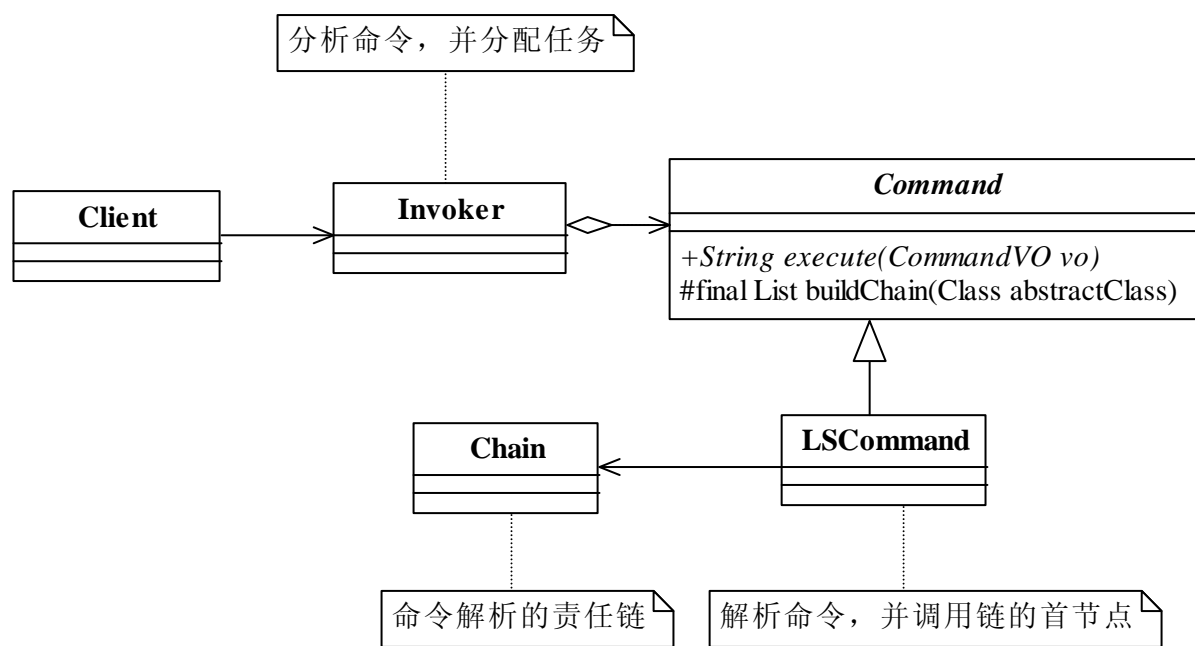 分析命令，并分配任务
Client
Invoker
Command
+String execute(CommandVO vo)
#final List buildChain(Class abstractClass)
Chain
LSCommand
命令解析的责任链
解析命令，并调用链的首节点